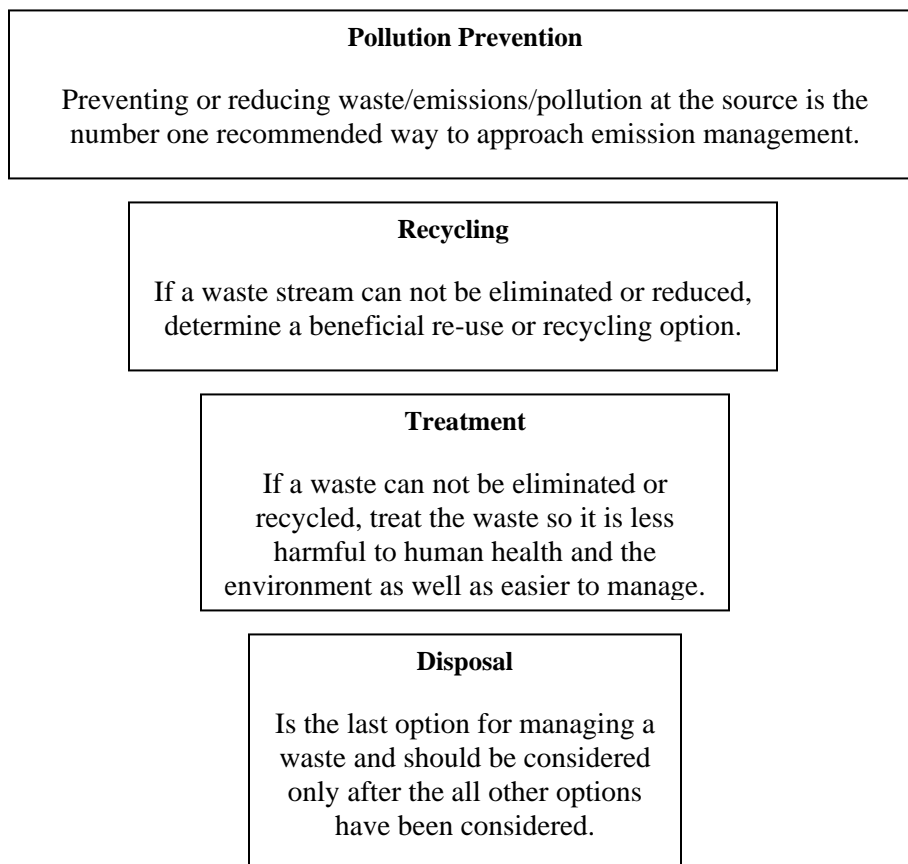 Pollution Prevention
Preventing or reducing waste/emissions/pollution at the source is the
number one recommended way to approach emission management.
Recycling
If a waste stream can not be eliminated or reduced,
determine a beneficial re-use or recycling option.
Treatment
If a waste can not be eliminated or
recycled, treat the waste so it is less
harmful to human health and the
environment as well as easier to manage.
Disposal
Is the last option for managing a
waste and should be considered
only after the all other options
have been considered.